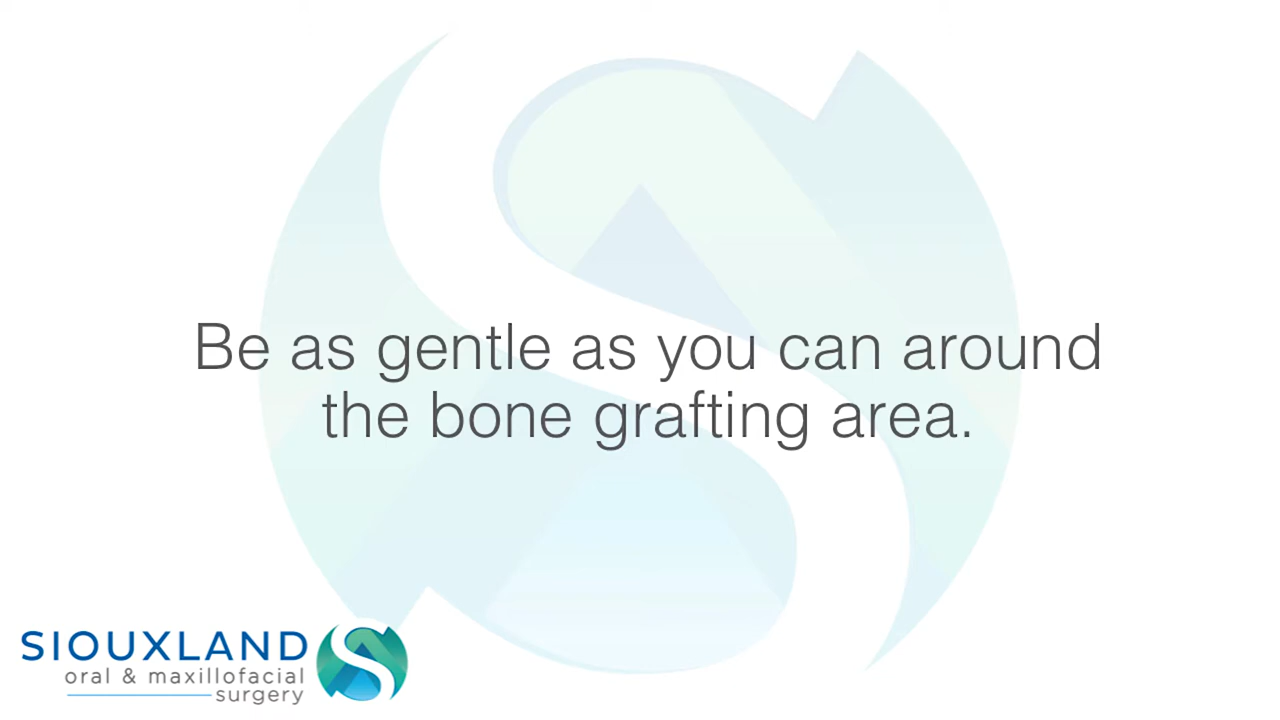 Be as gentle as you can around
the bone grafting area.
SIOUXLAND
oral & maxillofacial
surgery